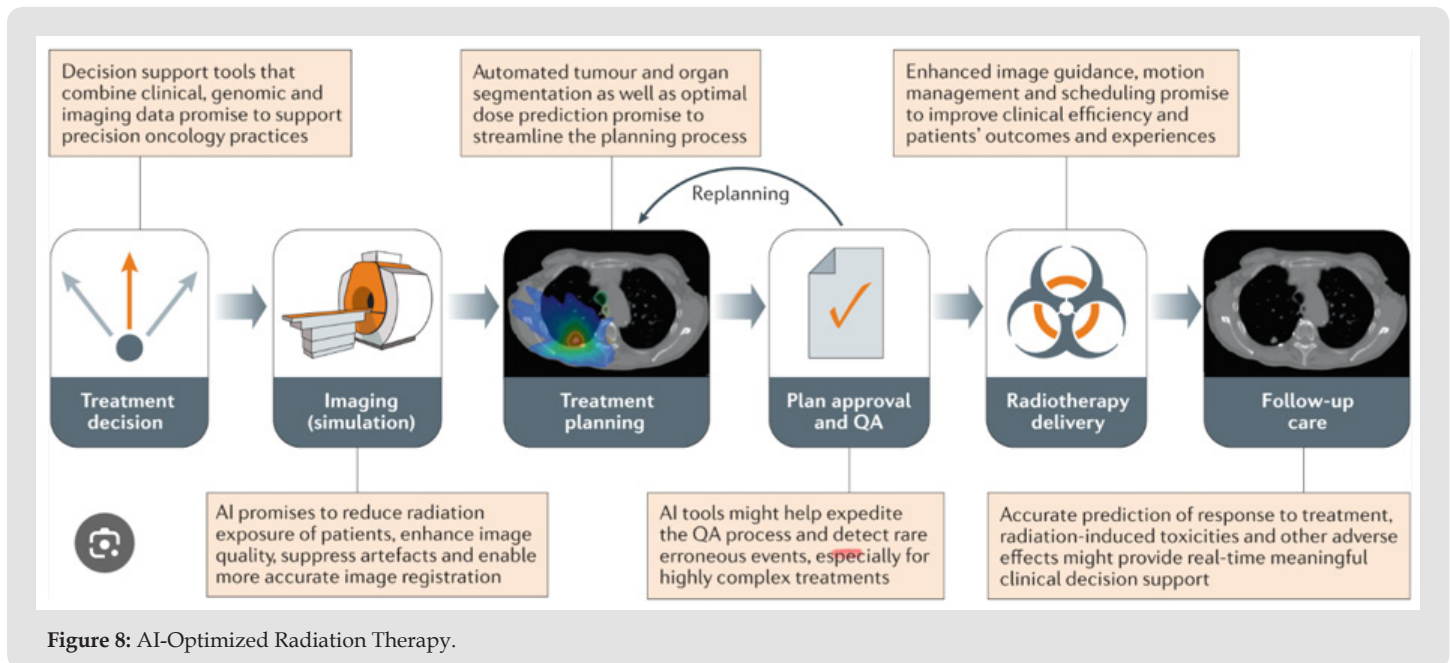 Decision support tools that
combine clinical, genomic and
imaging data promise to support
precision oncology practices
Automated tumour and organ
segmentation as well as optimal
dose prediction promise to
streamline the planning process
Enhanced image guidance, motion
management and scheduling promise
to improve clinical efficiency and
patients' outcomes and experiences
Replanning
Treatment
decision
Imaging
(simulation)
Treatment
planning
Plan approval
and QA
Radiotherapy
delivery
Follow-up
care
AI promises to reduce radiation
exposure of patients, enhance image
quality, suppress artefacts and enable
more accurate image registration
AI tools might help expedite
the QA process and detect rare
erroneous events, especially for
highly complex treatments
Accurate prediction of response to treatment,
radiation-induced toxicities and other adverse
effects might provide real-time meaningful
clinical decision support
Figure 8: AI-Optimized Radiation Therapy.